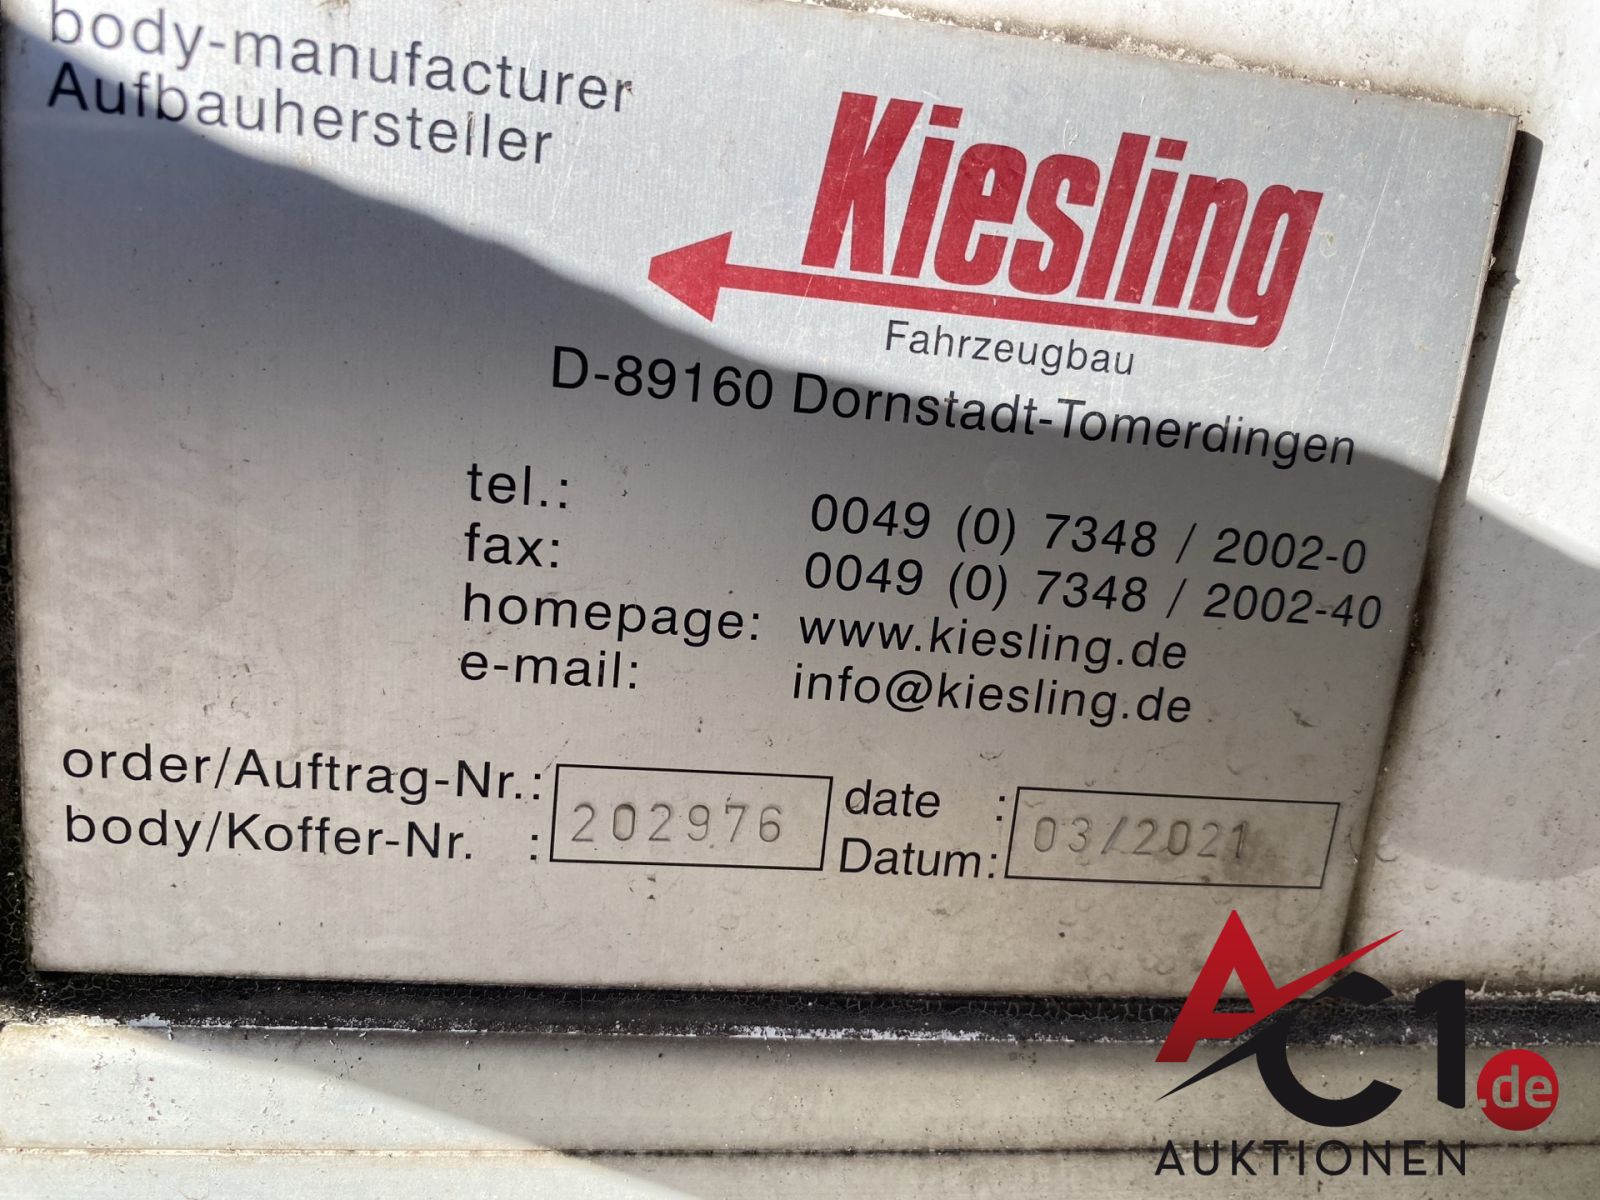 body-manufacturer
Aufbauhersteller
Kiesling
Fahrzeugbau
D-89160 Dornstadt-Tomerdingen
tel.: 0049 (0) 7348 / 2002-0
fax: 0049 (0) 7348 / 2002-40
homepage: www.kiesling.de
e-mail: info@kiesling.de
order/Auftrag-Nr.: 202976 date : 03/2021
body/Koffer-Nr. : Datum:
AC1.de
AUKTIONEN